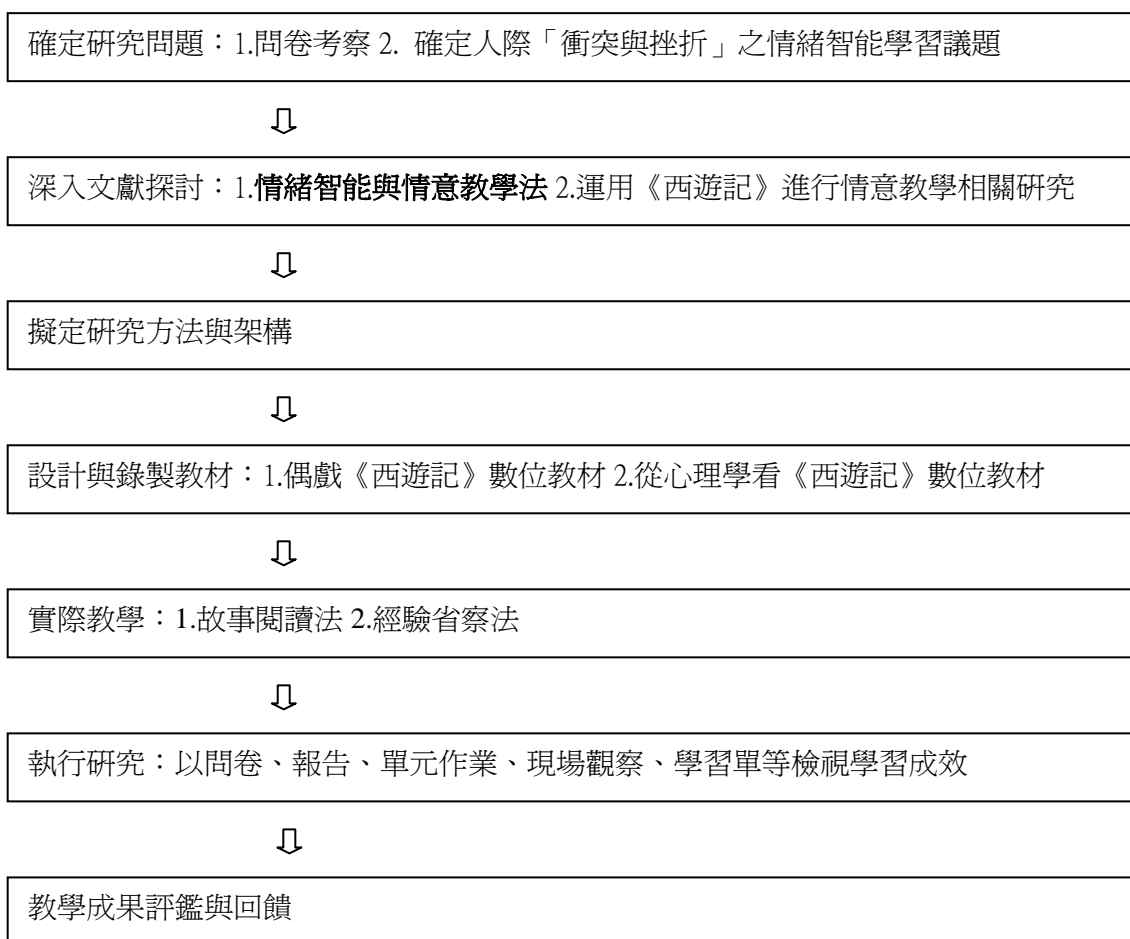 確定研究問題：1.問卷考察 2. 確定人際「衝突與挫折」之情緒智能學習議題
⇩
深入文獻探討：1.情緒智能與情意教學法 2.運用《西遊記》進行情意教學相關研究
⇩
擬定研究方法與架構
⇩
設計與錄製教材：1.偶戲《西遊記》數位教材 2.從心理學看《西遊記》數位教材
⇩
實際教學：1.故事閱讀法 2.經驗省察法
⇩
執行研究：以問卷、報告、單元作業、現場觀察、學習單等檢視學習成效
⇩
教學成果評鑑與回饋